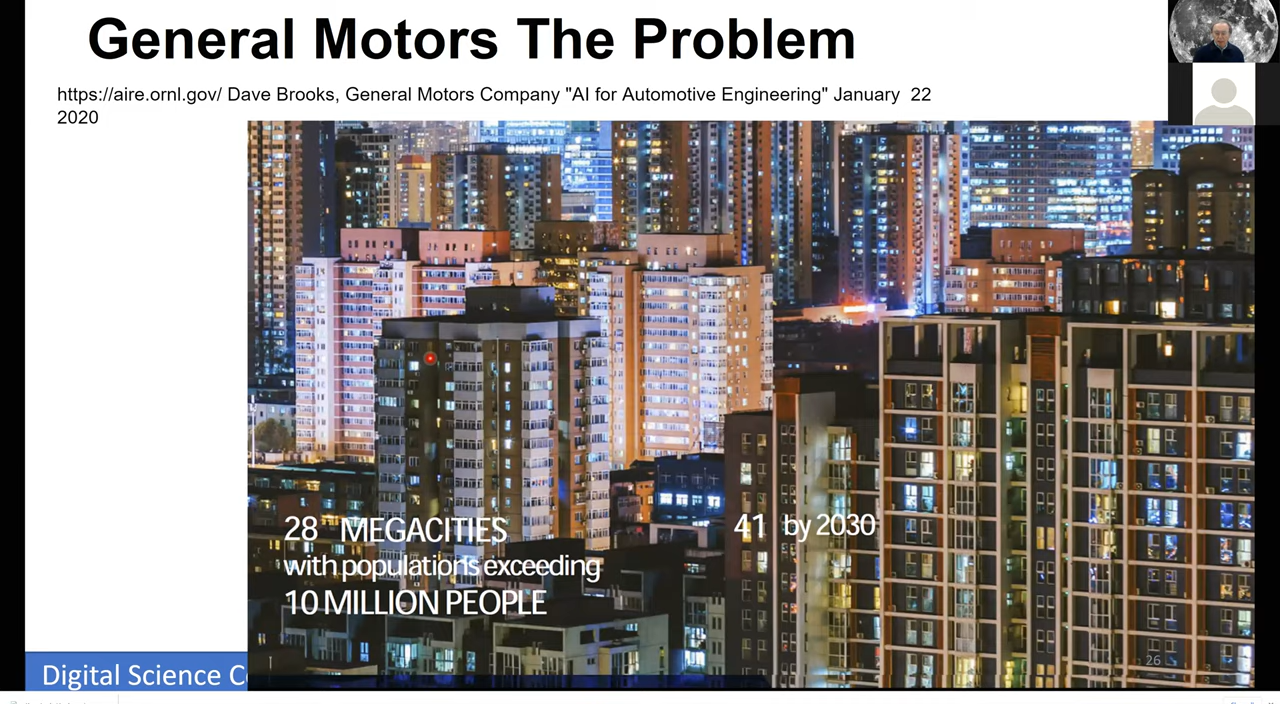 General Motors The Problem
https://aire.ornl.gov/ Dave Brooks, General Motors Company "AI for Automotive Engineering" January 22
2020
28 MEGACITIES
with populations exceeding
10 MILLION PEOPLE
41 by 2030
26
Digital Science C